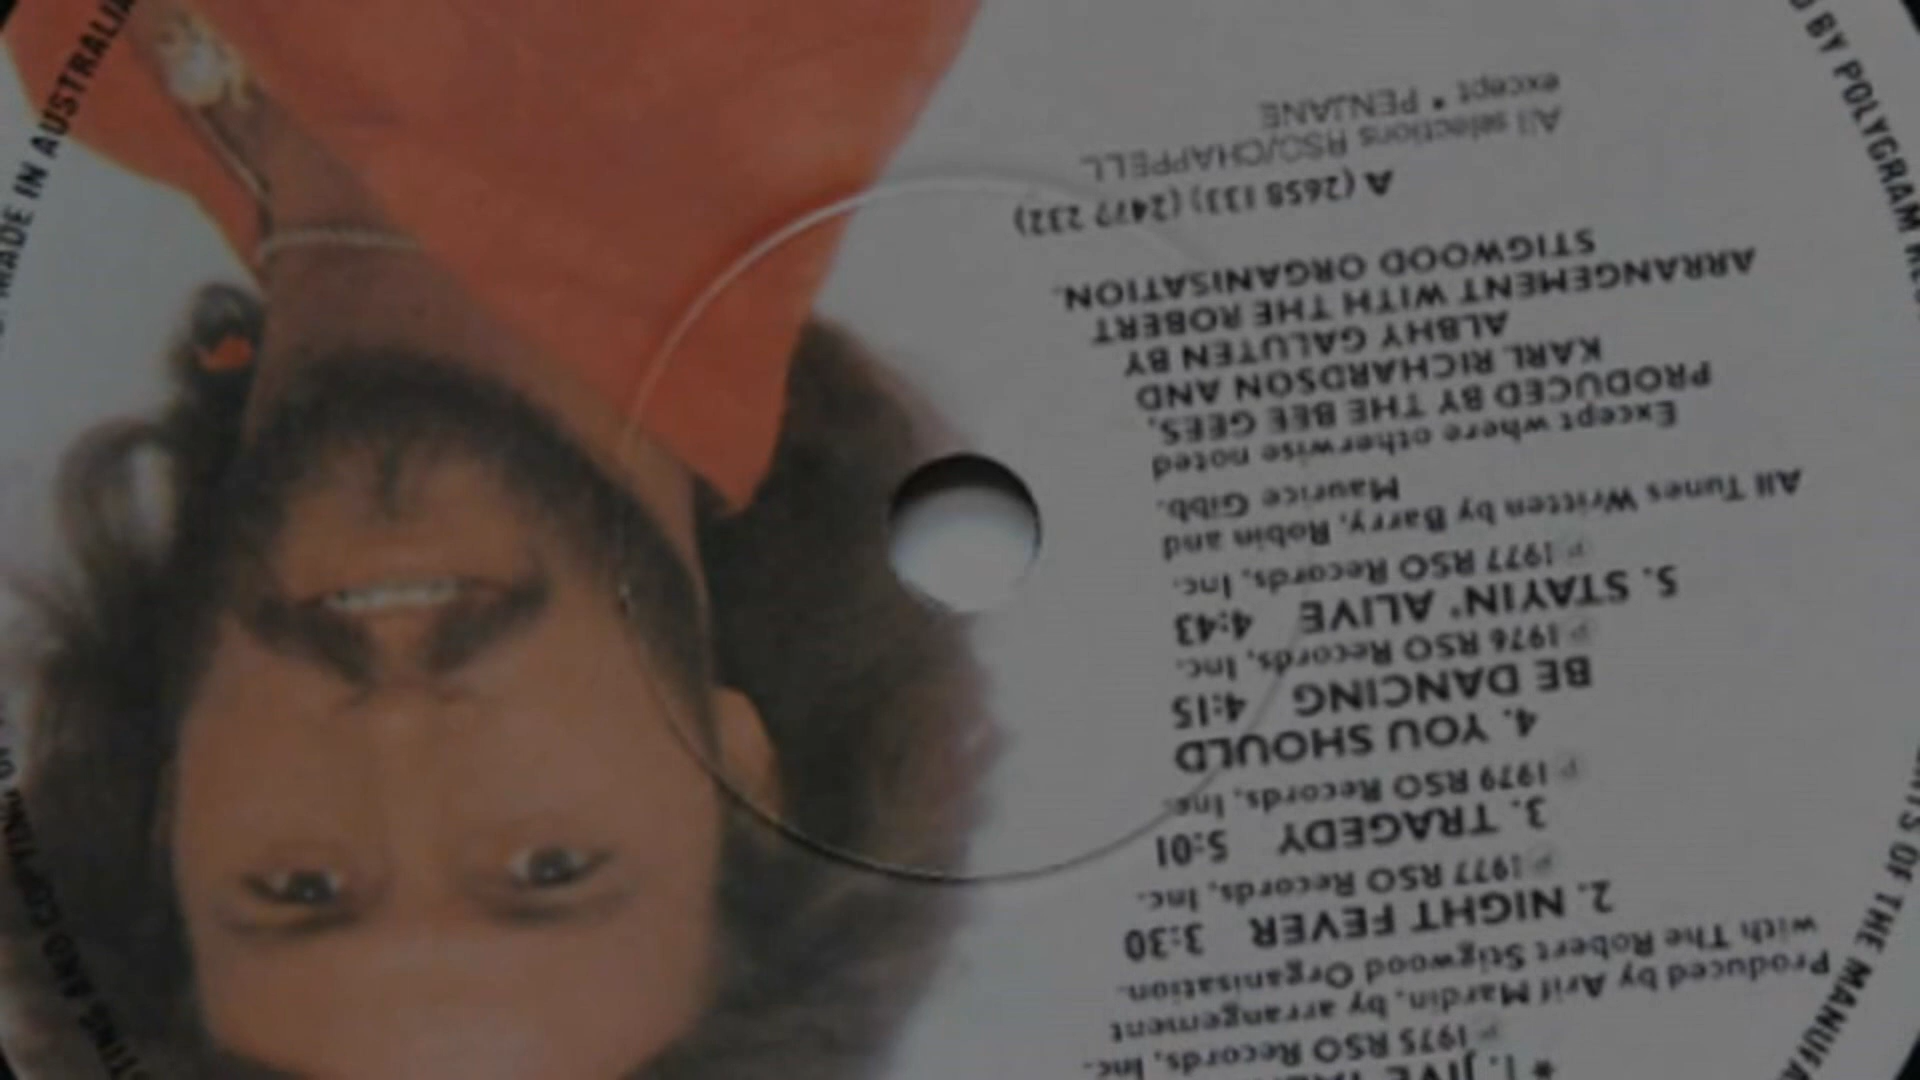 *1. JIVE
℗ 1975 RSO Records, Inc.
Produced by Arif Mardin, by arrangement
with The Robert Stigwood Organisation.
2. NIGHT FEVER 3:30
℗ 1977 RSO Records, Inc.
3. TRAGEDY 5:01
℗ 1979 RSO Records, Inc.
4. YOU SHOULD
BE DANCING 4:15
℗ 1976 RSO Records, Inc.
5. STAYIN' ALIVE 4:43
℗ 1977 RSO Records, Inc.
All Tunes Written by Barry, Robin and
Maurice Gibb.
Except where otherwise noted
PRODUCED BY THE BEE GEES,
KARL RICHARDSON AND
ALBHY GALUTEN BY
ARRANGEMENT WITH THE ROBERT
STIGWOOD ORGANISATION.
A (2658 133) (2477 232)
All selections RSO/CHAPPELL
except * PENJANE
OF THE
BY POLYGRAM
MADE IN AUSTRALIA
AND COPYING OF